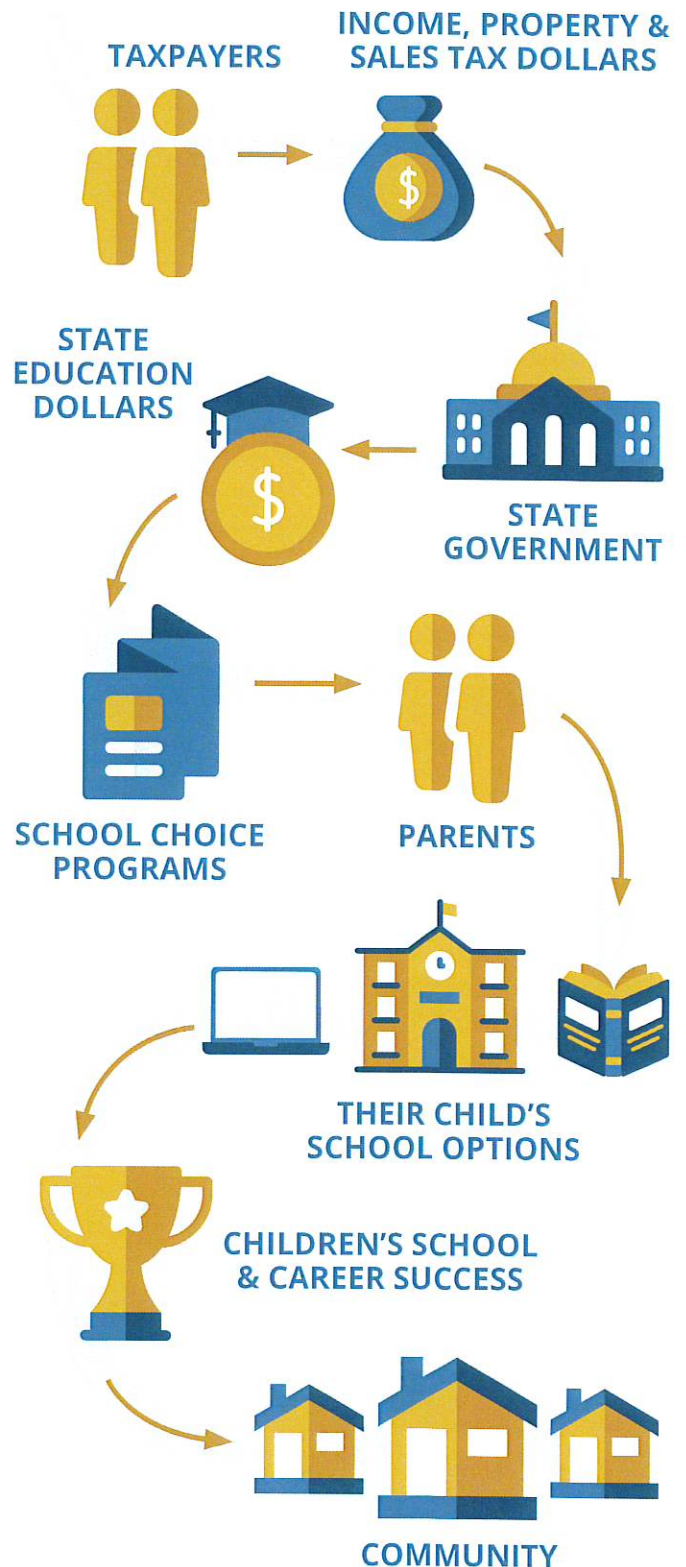 TAXPAYERS
INCOME, PROPERTY &
SALES TAX DOLLARS
$
STATE
EDUCATION
DOLLARS
$
STATE
GOVERNMENT
SCHOOL CHOICE
PROGRAMS
PARENTS
THEIR CHILD'S
SCHOOL OPTIONS
CHILDREN'S SCHOOL
& CAREER SUCCESS
COMMUNITY